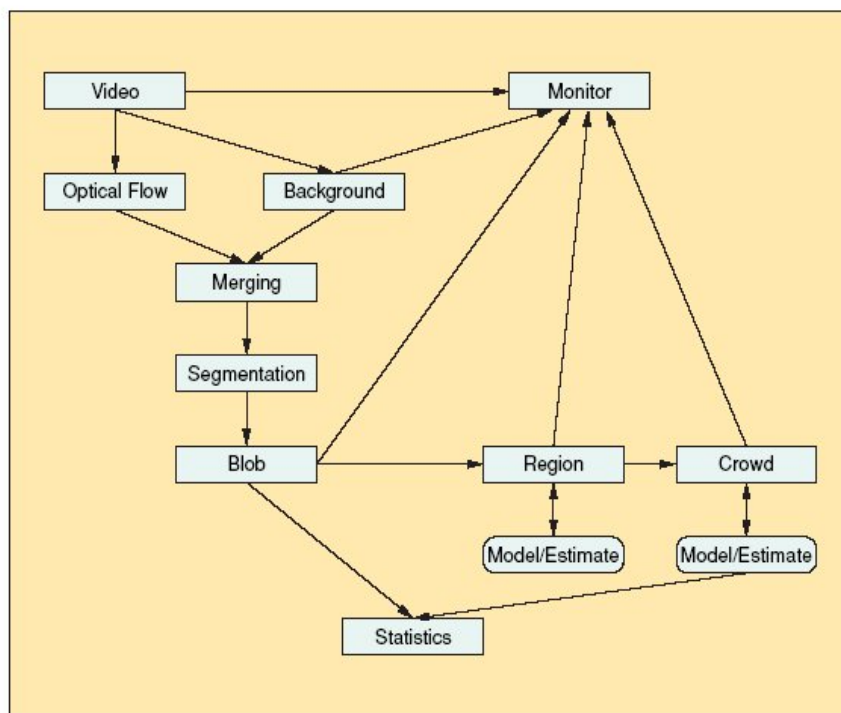 Video
Monitor
Optical Flow
Background
Merging
Segmentation
Blob
Region
Crowd
Model/Estimate
Model/Estimate
Statistics